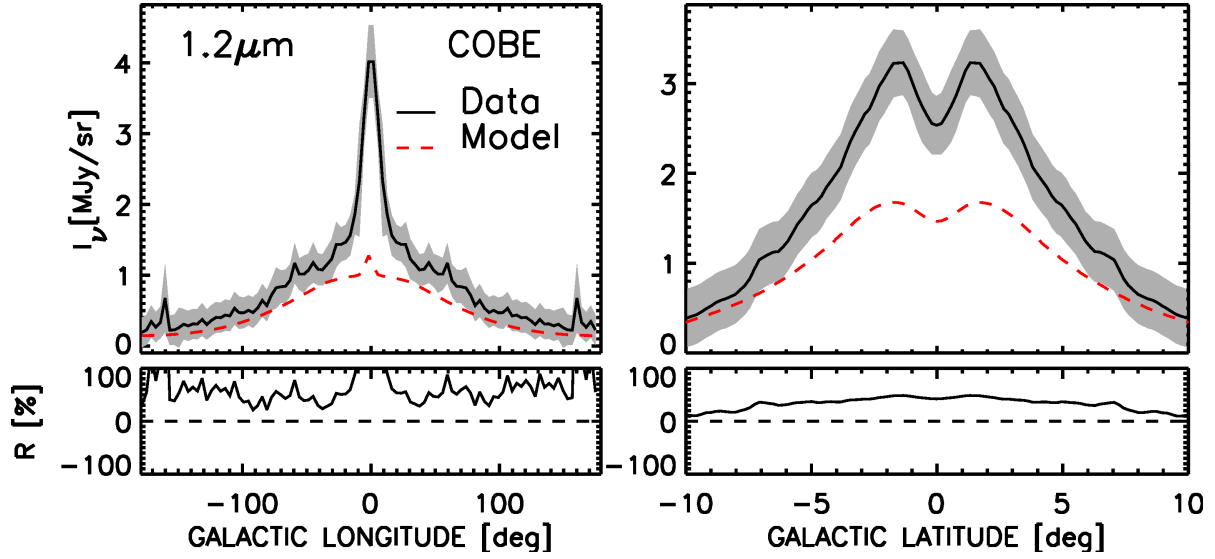 1.2μm
COBE
Data
Model
I_ν[MJy/sr]
4
3
2
1
0
3
2
1
0
R [%]
100
0
−100
100
0
−100
−100
0
100
−10
−5
0
5
10
GALACTIC LONGITUDE [deg]
GALACTIC LATITUDE [deg]